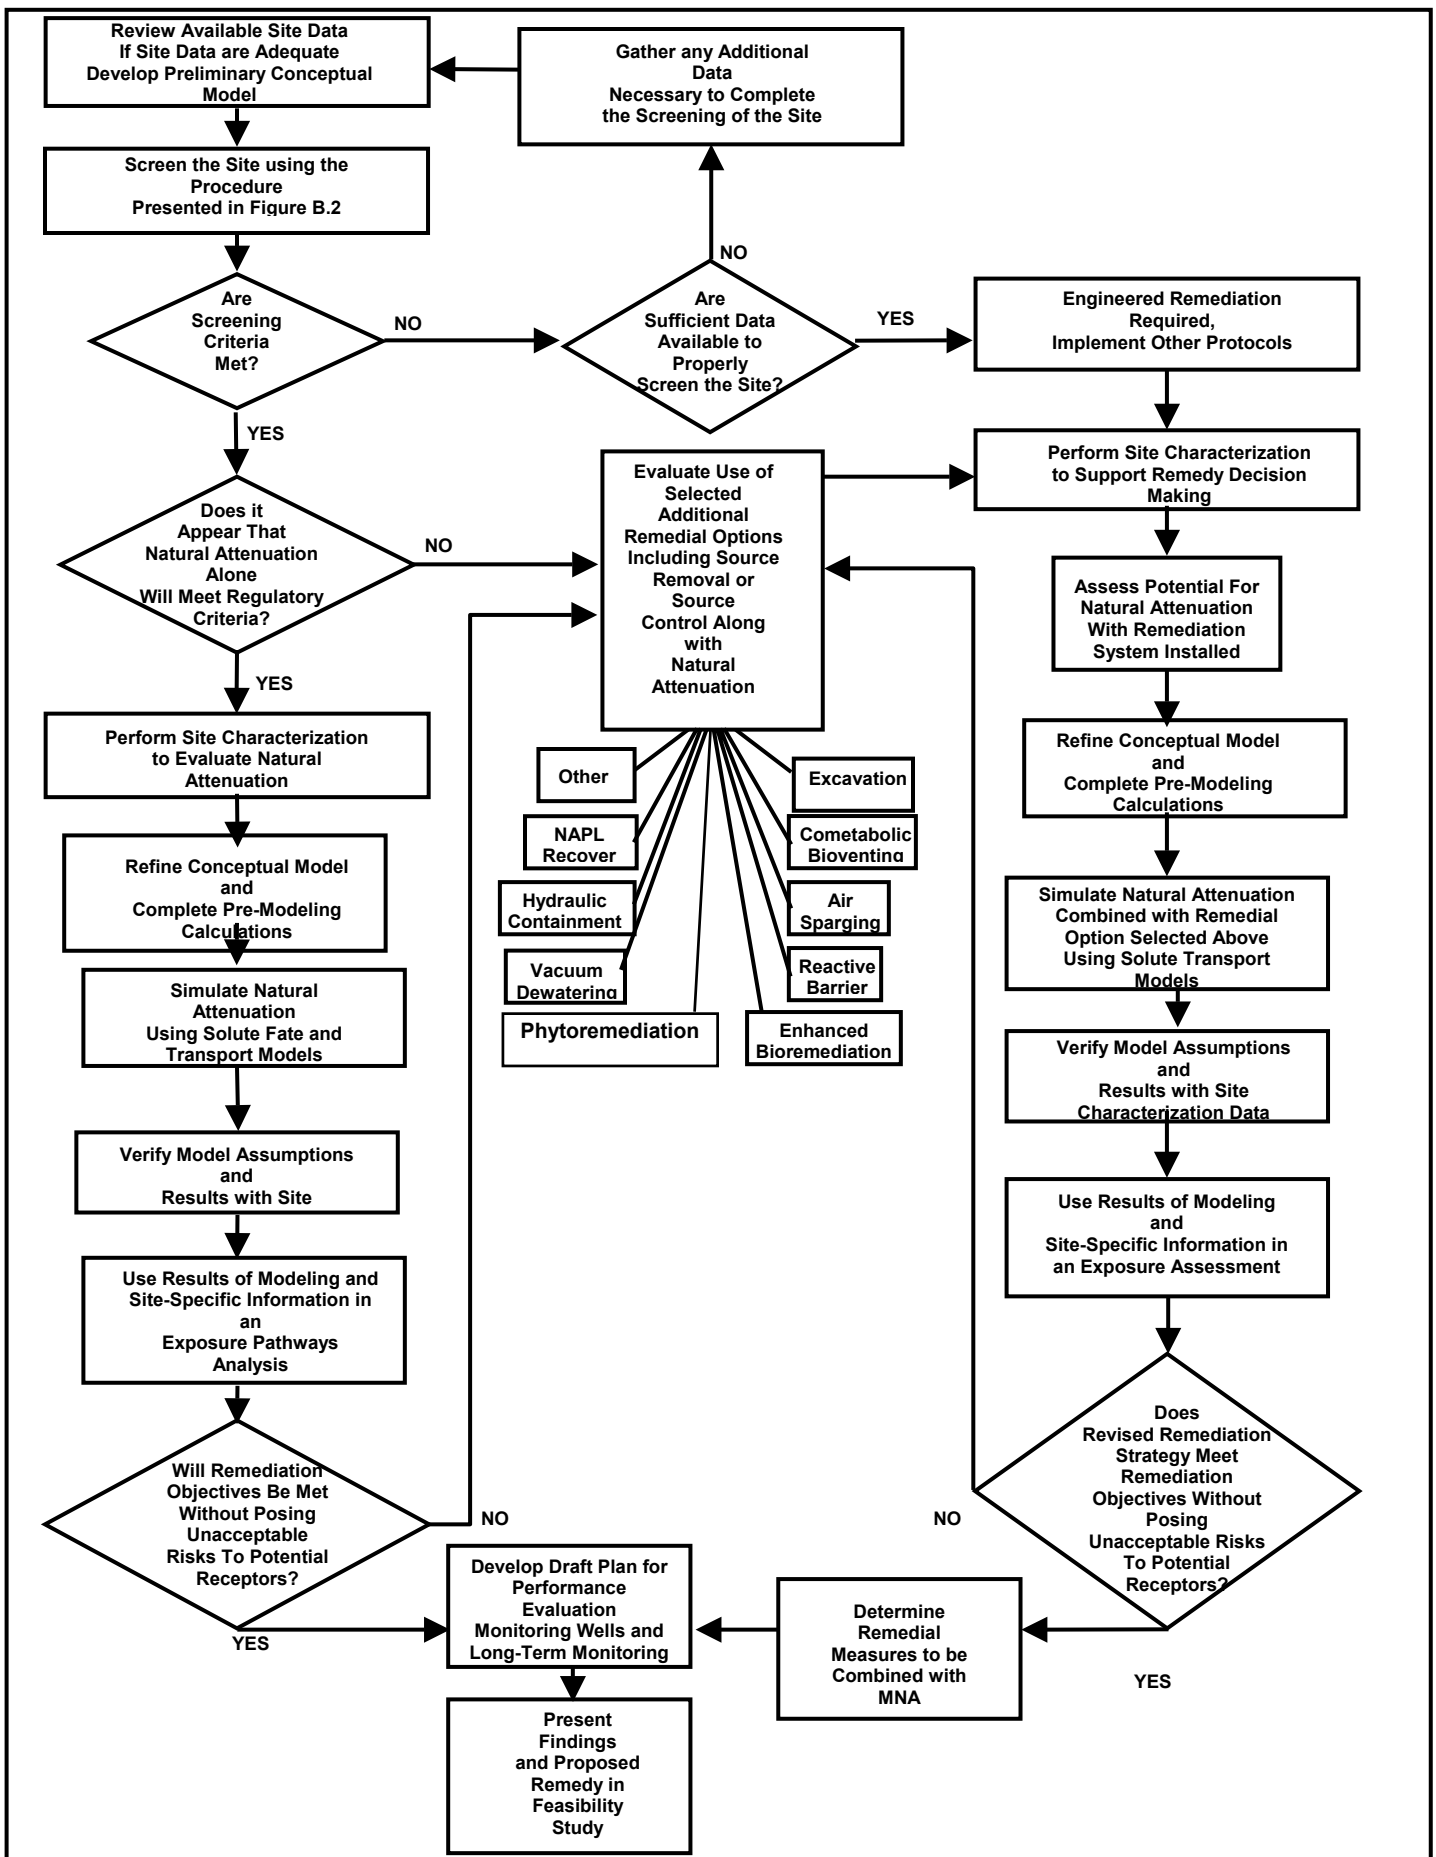 Review Available Site Data
If Site Data are Adequate
Develop Preliminary Conceptual
Model
Gather any Additional
Data
Necessary to Complete
the Screening of the Site
Screen the Site using the
Procedure
Presented in Figure B.2
Are
Screening
Criteria
Met?
NO
NO
Are
Sufficient Data
Available to
Properly
Screen the Site?
YES
Engineered Remediation
Required,
Implement Other Protocols
YES
Does it
Appear That
Natural Attenuation
Alone
Will Meet Regulatory
Criteria?
NO
Evaluate Use of
Selected
Additional
Remedial Options
Including Source
Removal or
Source
Control Along
with
Natural
Attenuation
Perform Site Characterization
to Support Remedy Decision
Making
Assess Potential For
Natural Attenuation
With Remediation
System Installed
YES
Perform Site Characterization
to Evaluate Natural
Attenuation
Refine Conceptual Model
and
Complete Pre-Modeling
Calculations
Other
Excavation
NAPL
Recover
Cometabolic
Bioventing
Hydraulic
Containment
Air
Sparging
Vacuum
Dewatering
Reactive
Barrier
Phytoremediation
Enhanced
Bioremediation
Refine Conceptual Model
and
Complete Pre-Modeling
Calculations
Simulate Natural Attenuation
Combined with Remedial
Option Selected Above
Using Solute Transport
Models
Simulate Natural
Attenuation
Using Solute Fate and
Transport Models
Verify Model Assumptions
and
Results with Site
Characterization Data
Verify Model Assumptions
and
Results with Site
Use Results of Modeling
and
Site-Specific Information in
an Exposure Assessment
Use Results of Modeling and
Site-Specific Information in
an
Exposure Pathways
Analysis
Does
Revised Remediation
Strategy Meet
Remediation
Objectives Without
Posing
Unacceptable Risks
To Potential
Receptors?
Will Remediation
Objectives Be Met
Without Posing
Unacceptable
Risks To Potential
Receptors?
NO
NO
YES
Develop Draft Plan for
Performance
Evaluation
Monitoring Wells and
Long-Term Monitoring
Determine
Remedial
Measures to be
Combined with
MNA
YES
Present
Findings
and Proposed
Remedy in
Feasibility
Study